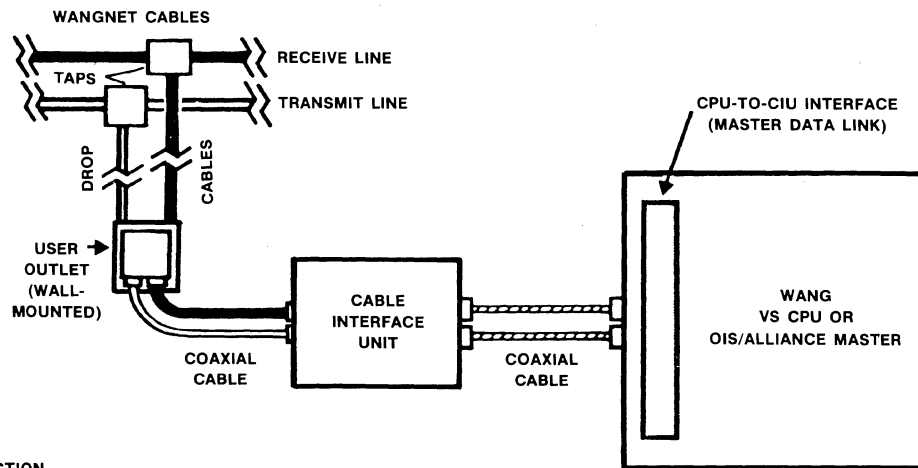 WANGNET CABLES
RECEIVE LINE
TAPS
TRANSMIT LINE
CPU-TO-CIU INTERFACE
(MASTER DATA LINK)
DROP
CABLES
USER
OUTLET
(WALL-
MOUNTED)
CABLE
INTERFACE
UNIT
WANG
VS CPU OR
OIS/ALLIANCE MASTER
COAXIAL
CABLE
COAXIAL
CABLE